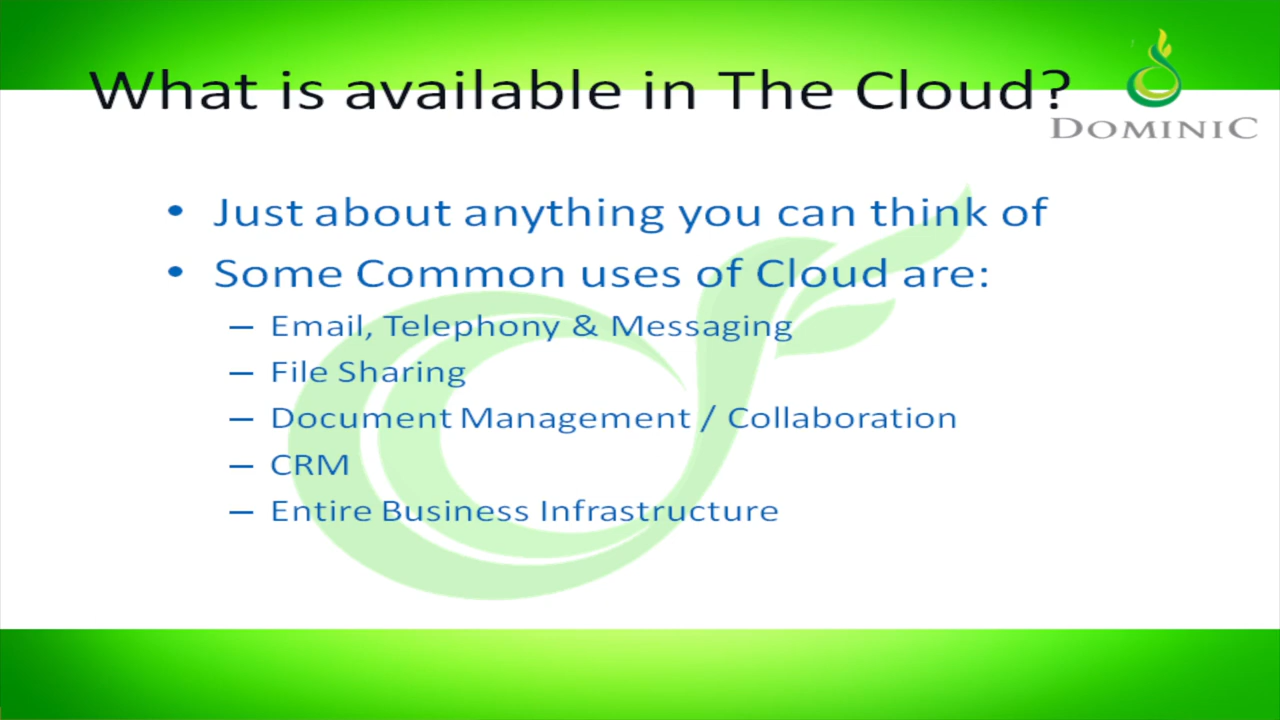 What is available in The Cloud?
DOMINIC
• Just about anything you can think of
• Some Common uses of Cloud are:
– Email, Telephony & Messaging
– File Sharing
– Document Management / Collaboration
– CRM
– Entire Business Infrastructure